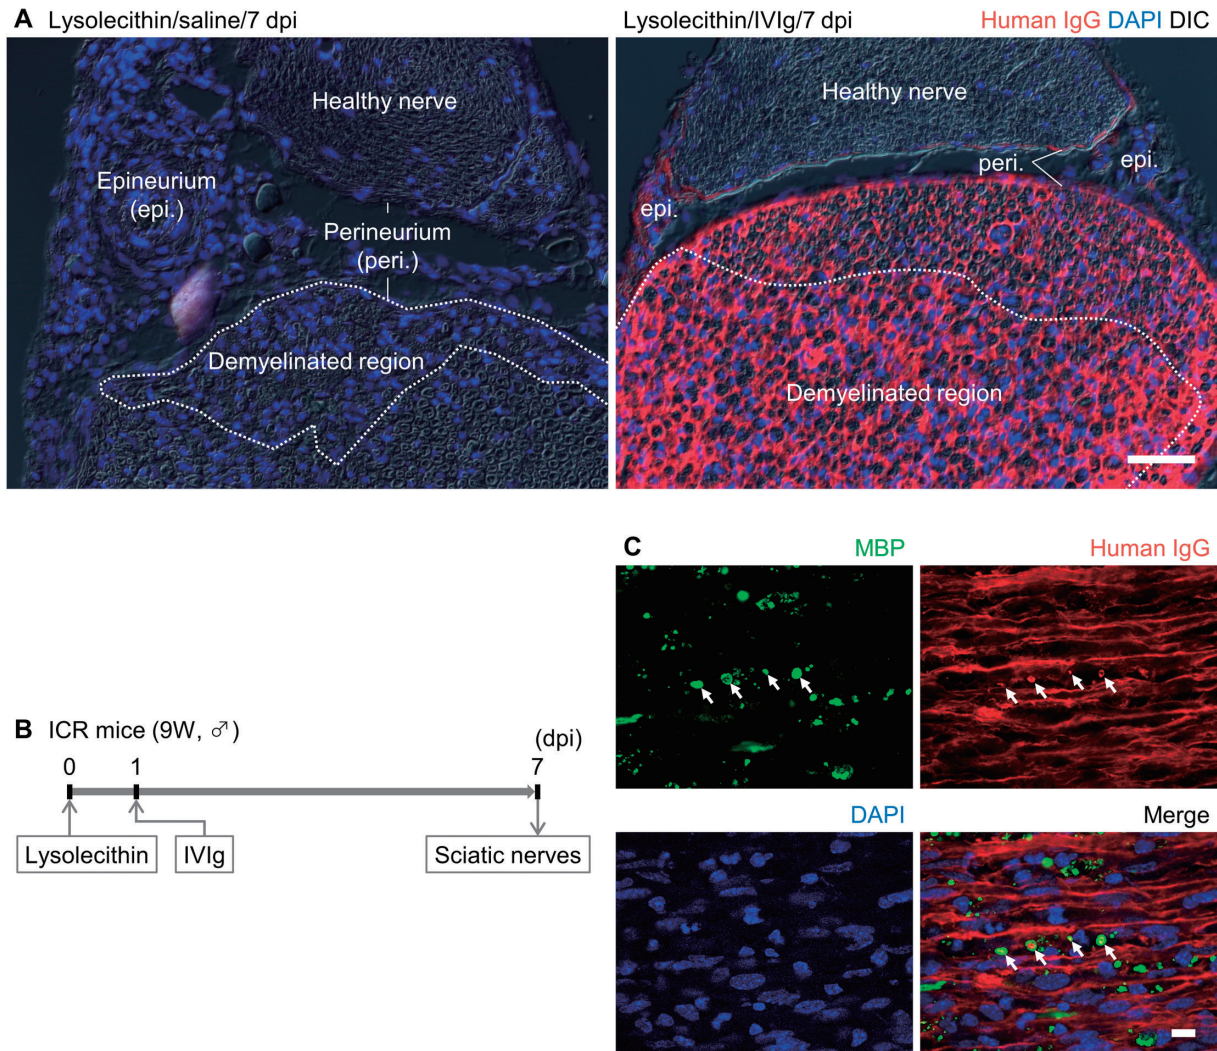 A Lysolecithin/saline/7 dpi
Lysolecithin/IVIg/7 dpi
Human IgG DAPI DIC
Healthy nerve
Epineurium
(epi.)
Perineurium
(peri.)
Demyelinated region
Healthy nerve
peri.
epi.
epi.
Demyelinated region
B ICR mice (9W, ♂)
(dpi)
0 1 7
Lysolecithin
IVIg
Sciatic nerves
C
MBP
Human IgG
DAPI
Merge